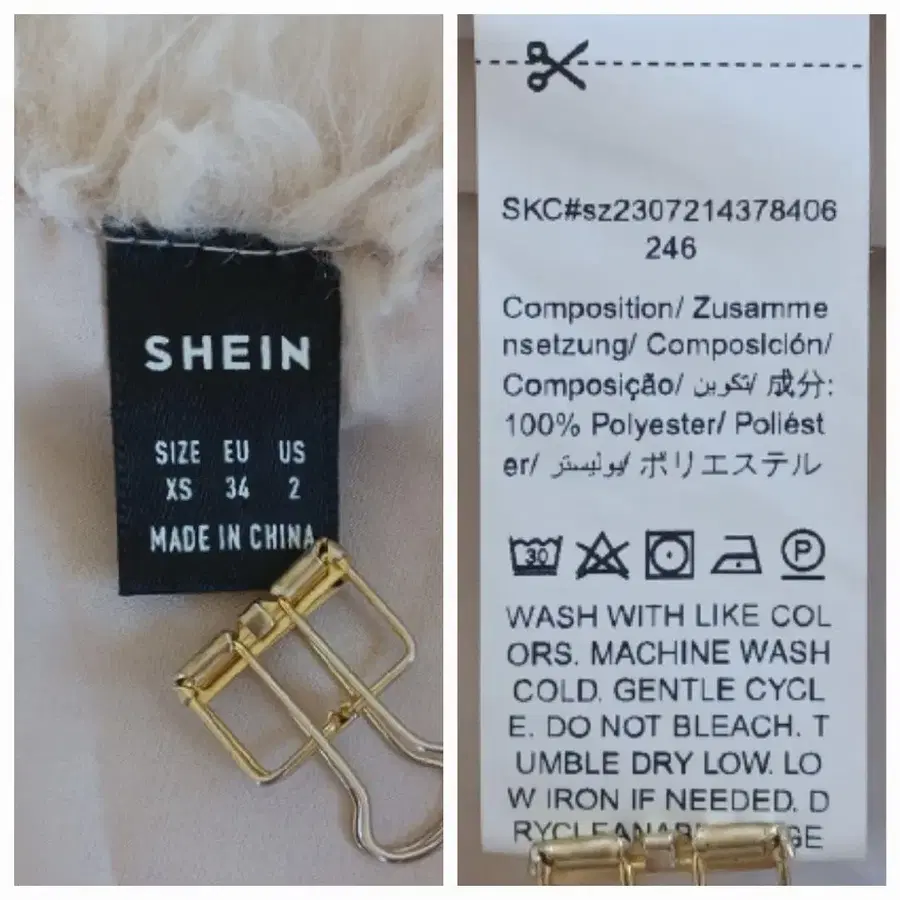 SHEIN
SIZE EU US
XS 34 2
MADE IN CHINA
SKC#sz2307214378406
246
Composition/ Zusamme
nsetzung/ Composición/
Composição/ تكوين/ 成分:
100% Polyester/ Poliést
er/ بوليستر/ ポリエステル
30
P
WASH WITH LIKE COL
ORS. MACHINE WASH
COLD. GENTLE CYCL
E. DO NOT BLEACH. T
UMBLE DRY LOW. LO
W IRON IF NEEDED. D